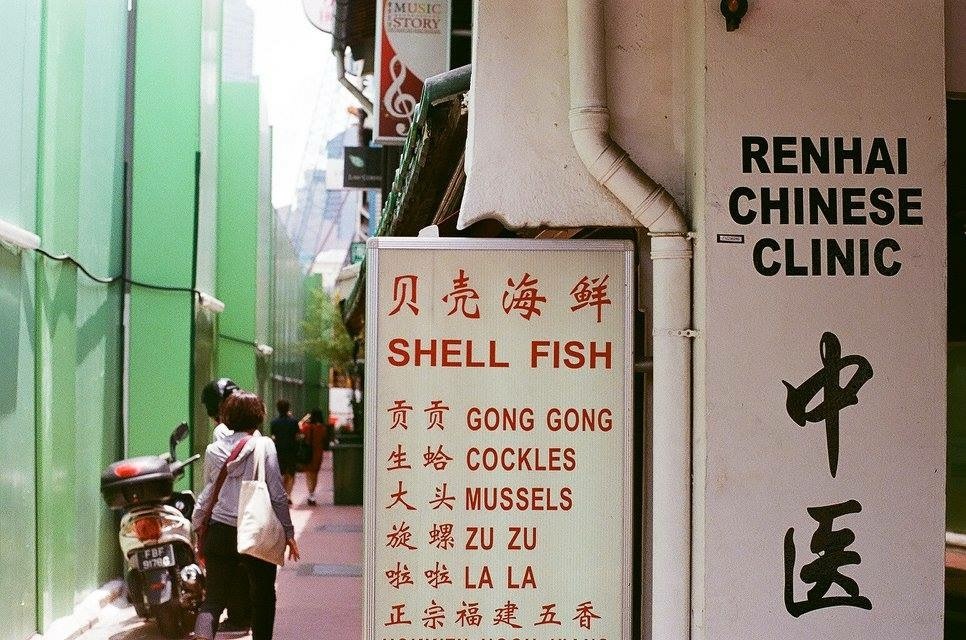 MUSIC
STORY
贝壳海鲜
SHELL FISH
贡贡 GONG GONG
生蛤 COCKLES
大头 MUSSELS
旋螺 ZU ZU
啦啦 LA LA
正宗福建五香
RENHAI
CHINESE
CLINIC
中医
FBF